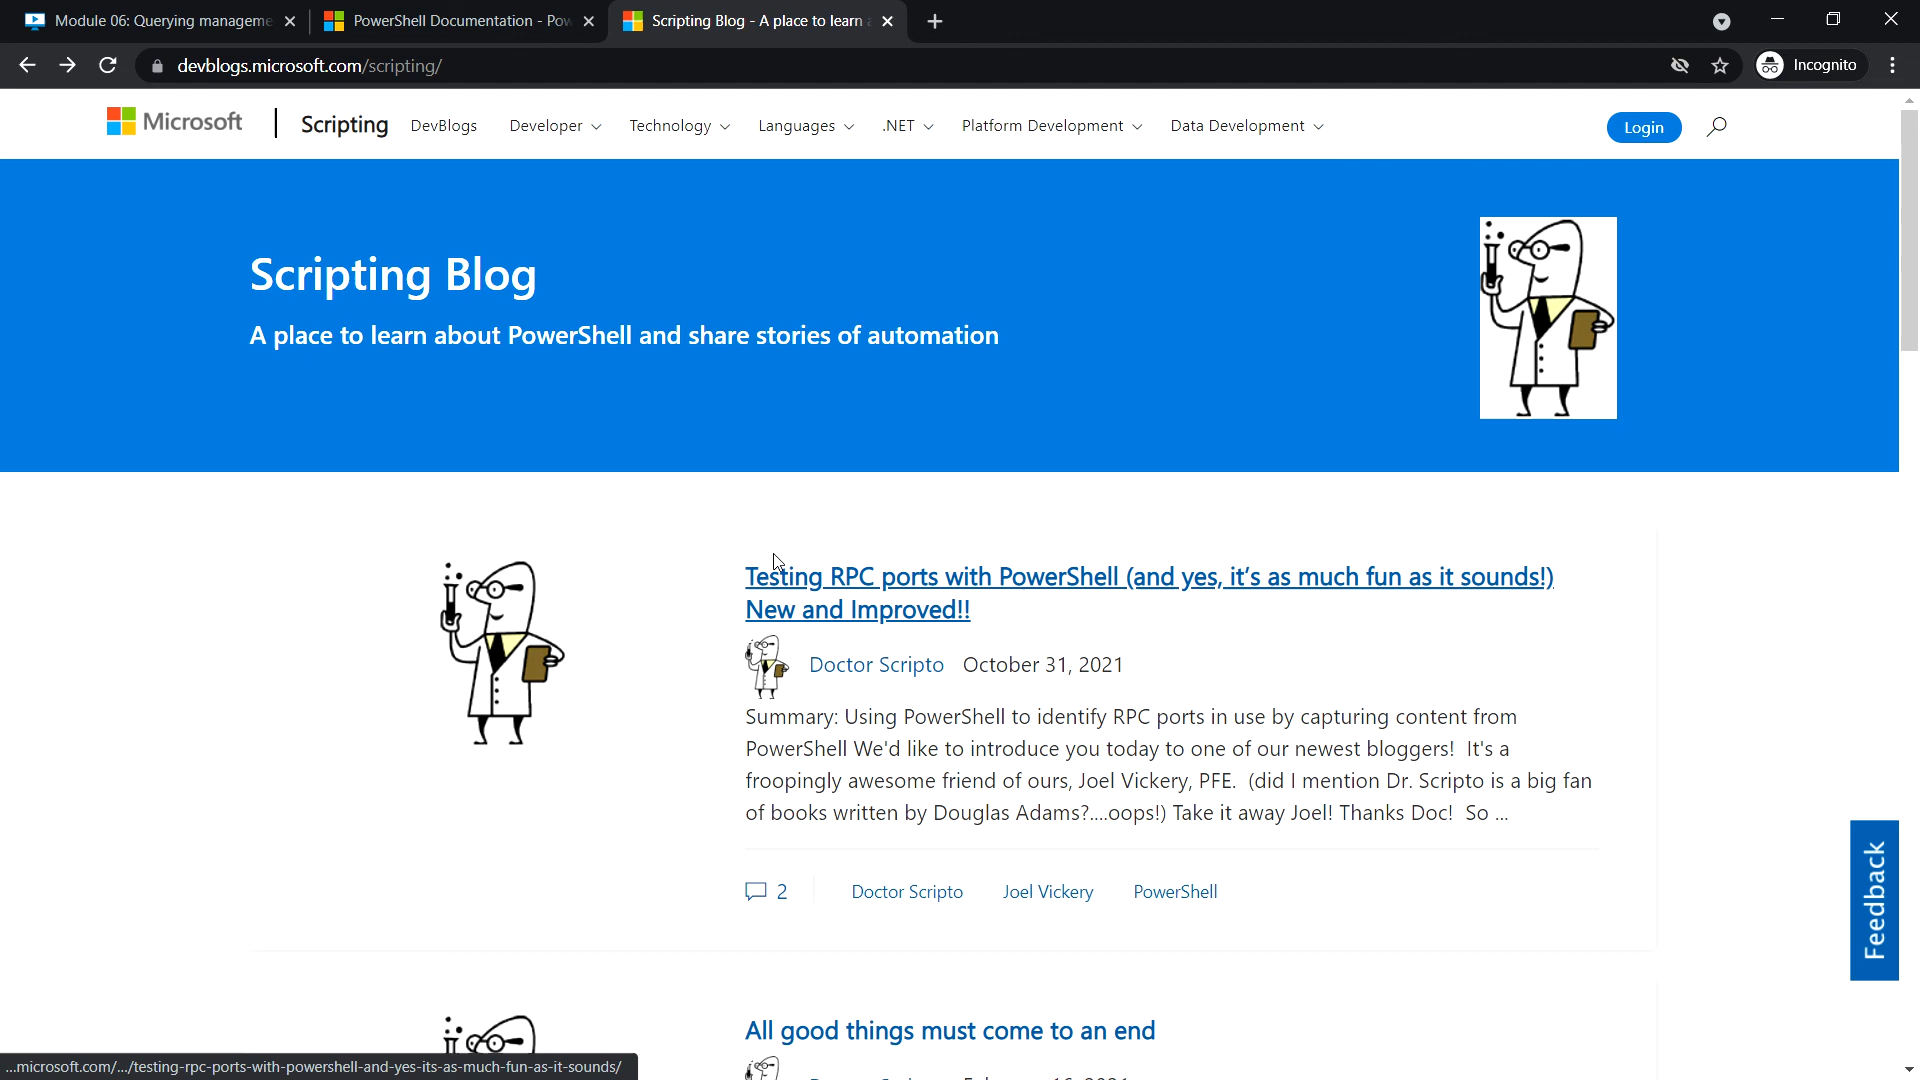 Module 06: Querying manageme
PowerShell Documentation - Pow
Scripting Blog - A place to learn a
devblogs.microsoft.com/scripting/
Incognito
Microsoft
Scripting
DevBlogs
Developer
Technology
Languages
.NET
Platform Development
Data Development
Login
Scripting Blog
A place to learn about PowerShell and share stories of automation
Testing RPC ports with PowerShell (and yes, it's as much fun as it sounds!)
New and Improved!!
Doctor Scripto October 31, 2021
Summary: Using PowerShell to identify RPC ports in use by capturing content from
PowerShell We'd like to introduce you today to one of our newest bloggers! It's a
froopingly awesome friend of ours, Joel Vickery, PFE. (did I mention Dr. Scripto is a big fan
of books written by Douglas Adams?....oops!) Take it away Joel! Thanks Doc! So ...
2
Doctor Scripto
Joel Vickery
PowerShell
Feedback
All good things must come to an end
...microsoft.com/.../testing-rpc-ports-with-powershell-and-yes-its-as-much-fun-as-it-sounds/